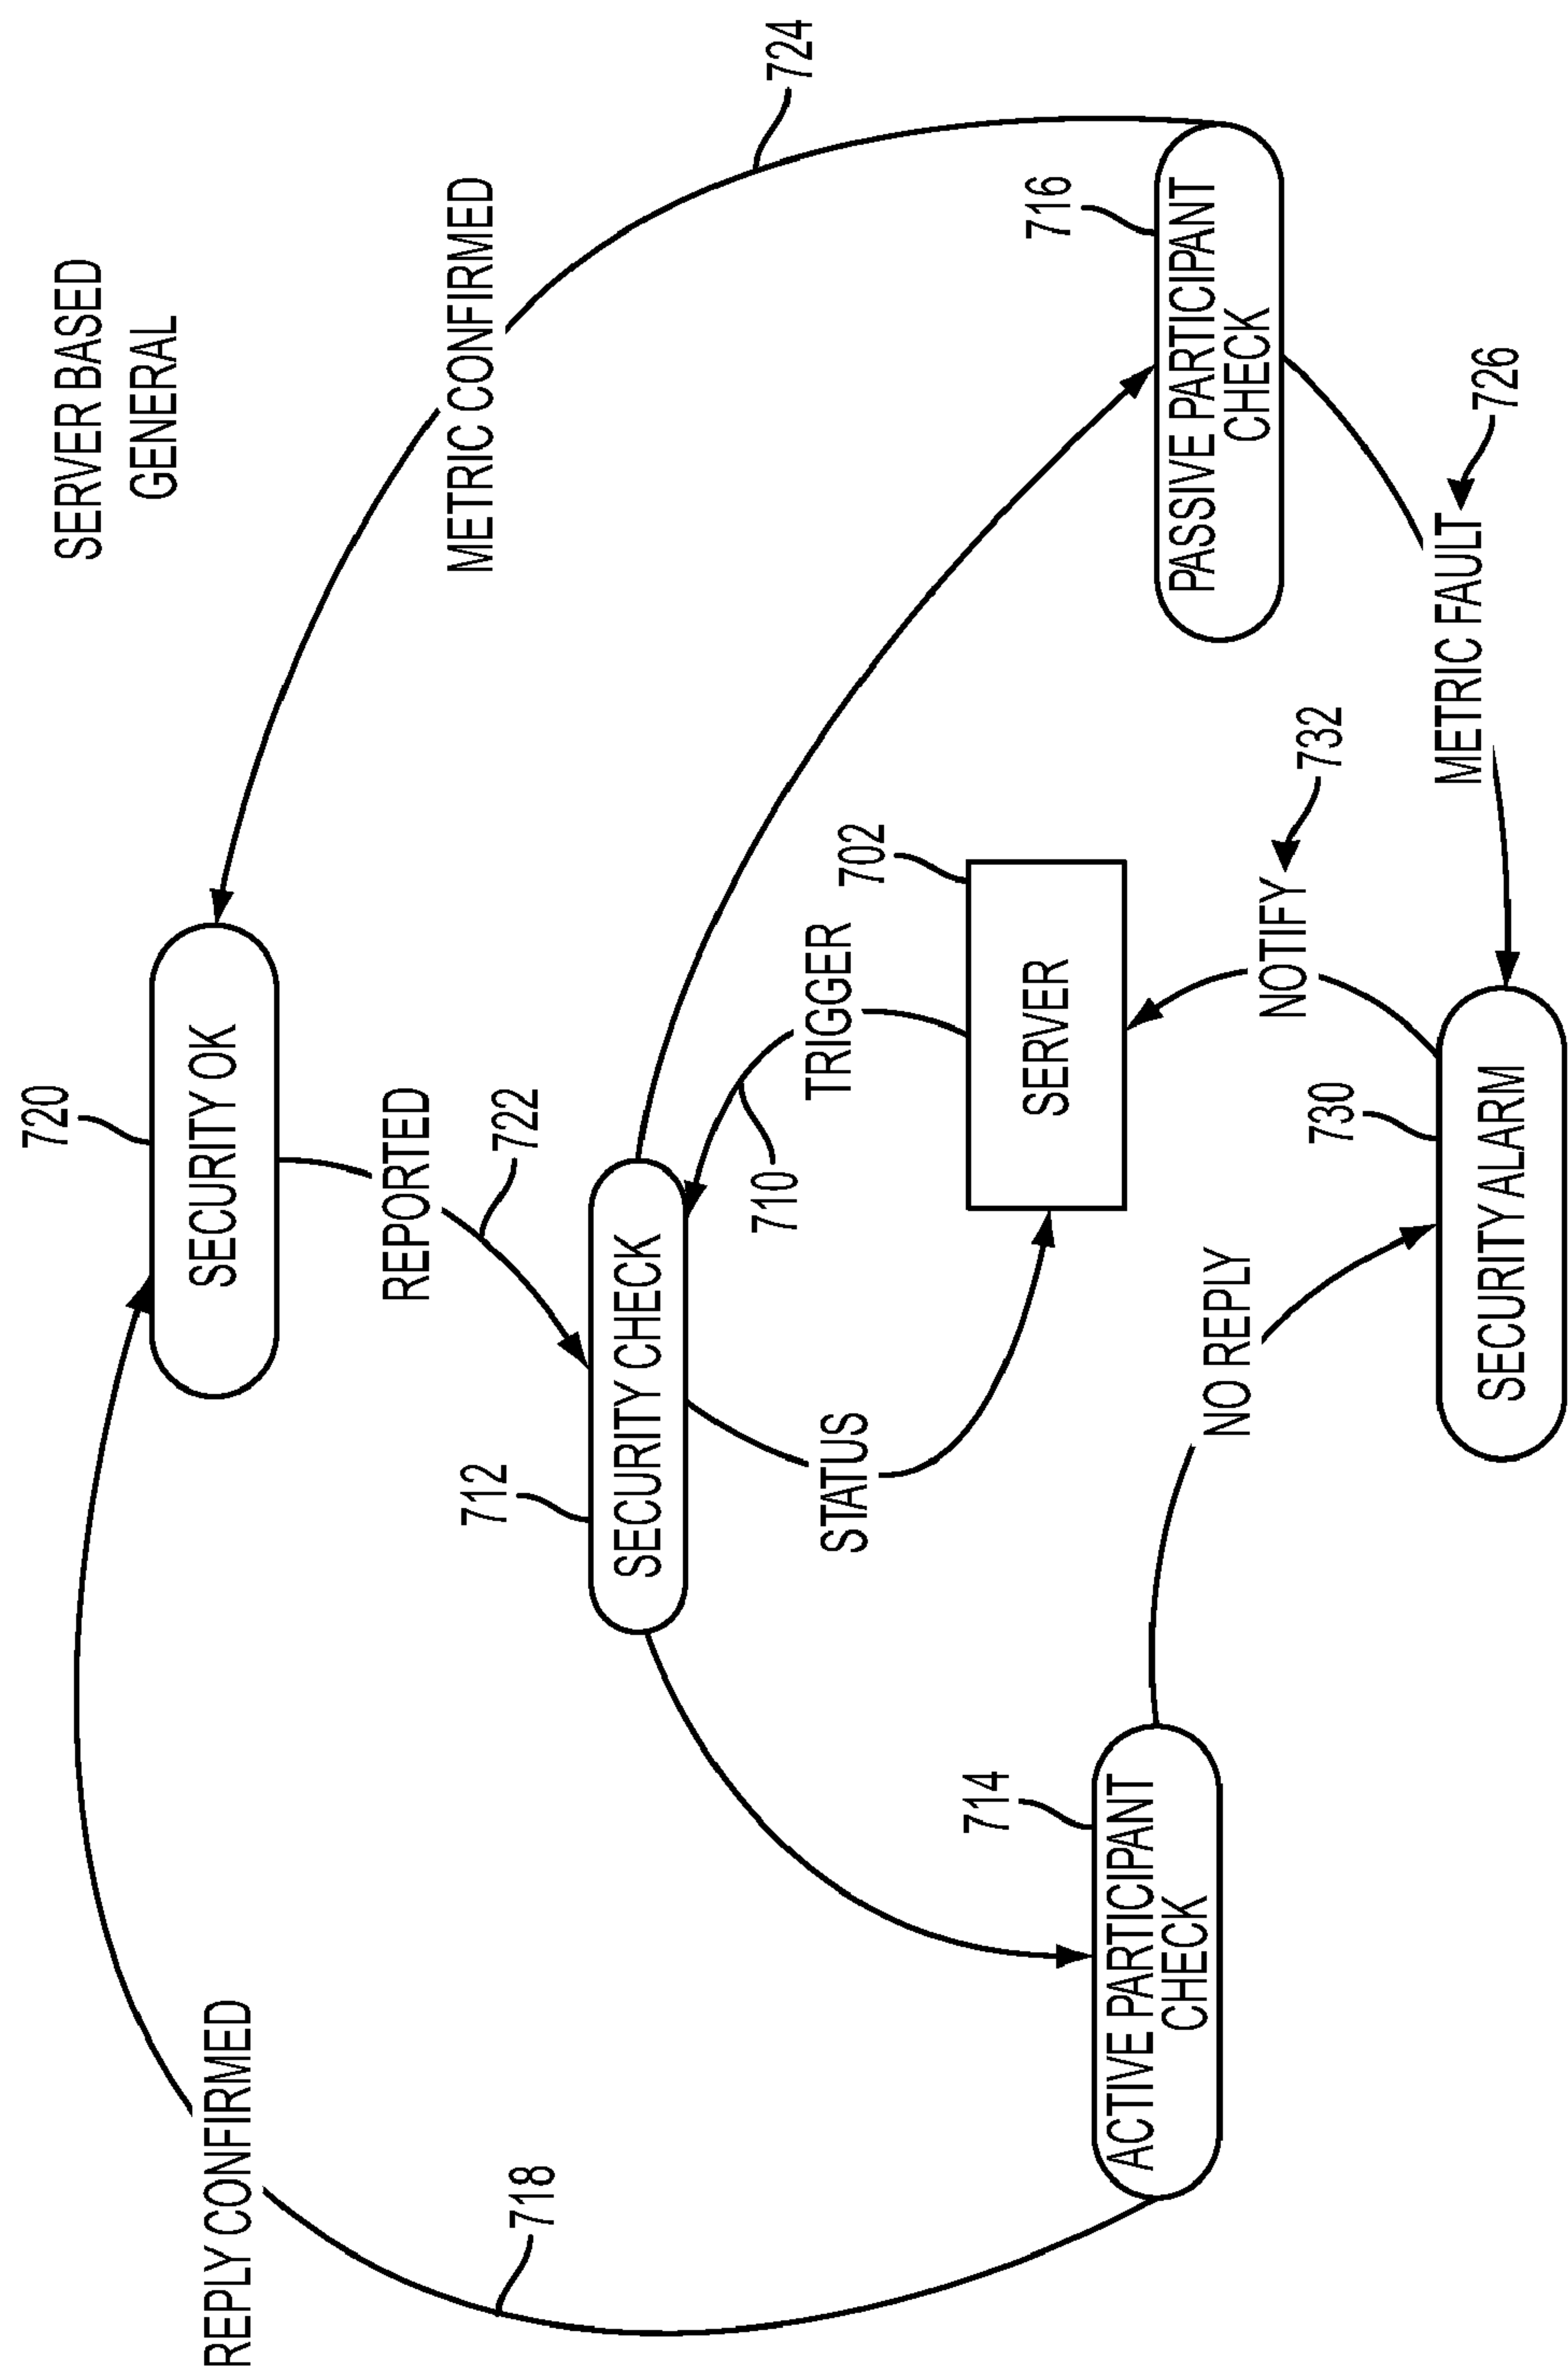 SERVER BASED
GENERAL
720
SECURITY OK
REPLY CONFIRMED
718
REPORTED
722
METRIC CONFIRMED
724
712
SECURITY CHECK
STATUS
TRIGGER
710
702
SERVER
714
ACTIVE PARTICIPANT
CHECK
716
PASSIVE PARTICIPANT
CHECK
NO REPLY
NOTIFY
732
METRIC FAULT
726
730
SECURITY ALARM